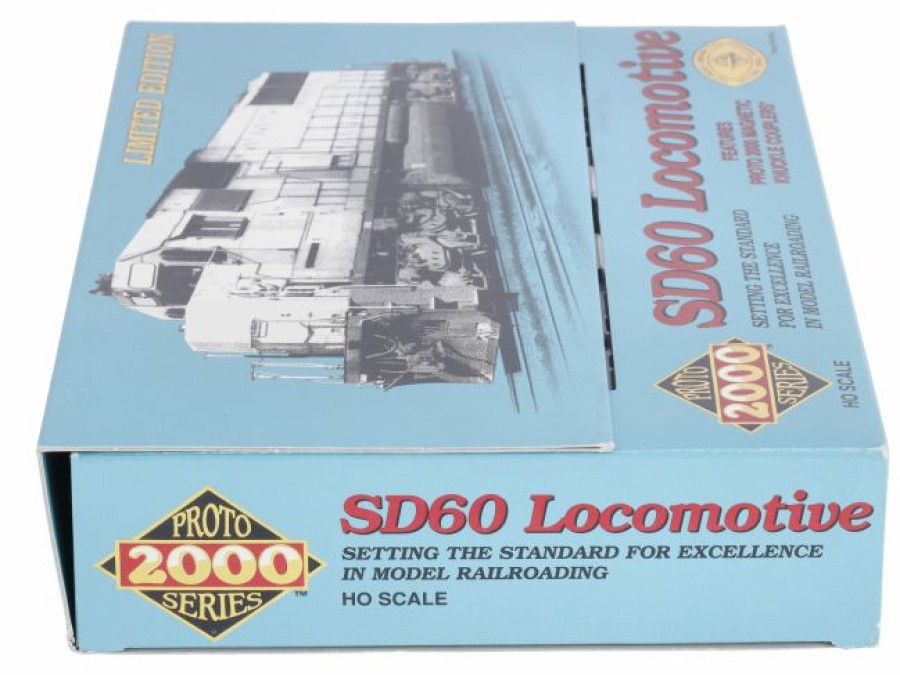 LIMITED EDITION
SD60 Locomotive
FEATURES
PROTO 2000 MAGNETIC
KNUCKLE COUPLERS
SETTING THE STANDARD
FOR EXCELLENCE
IN MODEL RAILROADING
PROTO
2000
SERIES
HO SCALE
PROTO
2000
SERIES™
SD60 Locomotive
SETTING THE STANDARD FOR EXCELLENCE
IN MODEL RAILROADING
HO SCALE